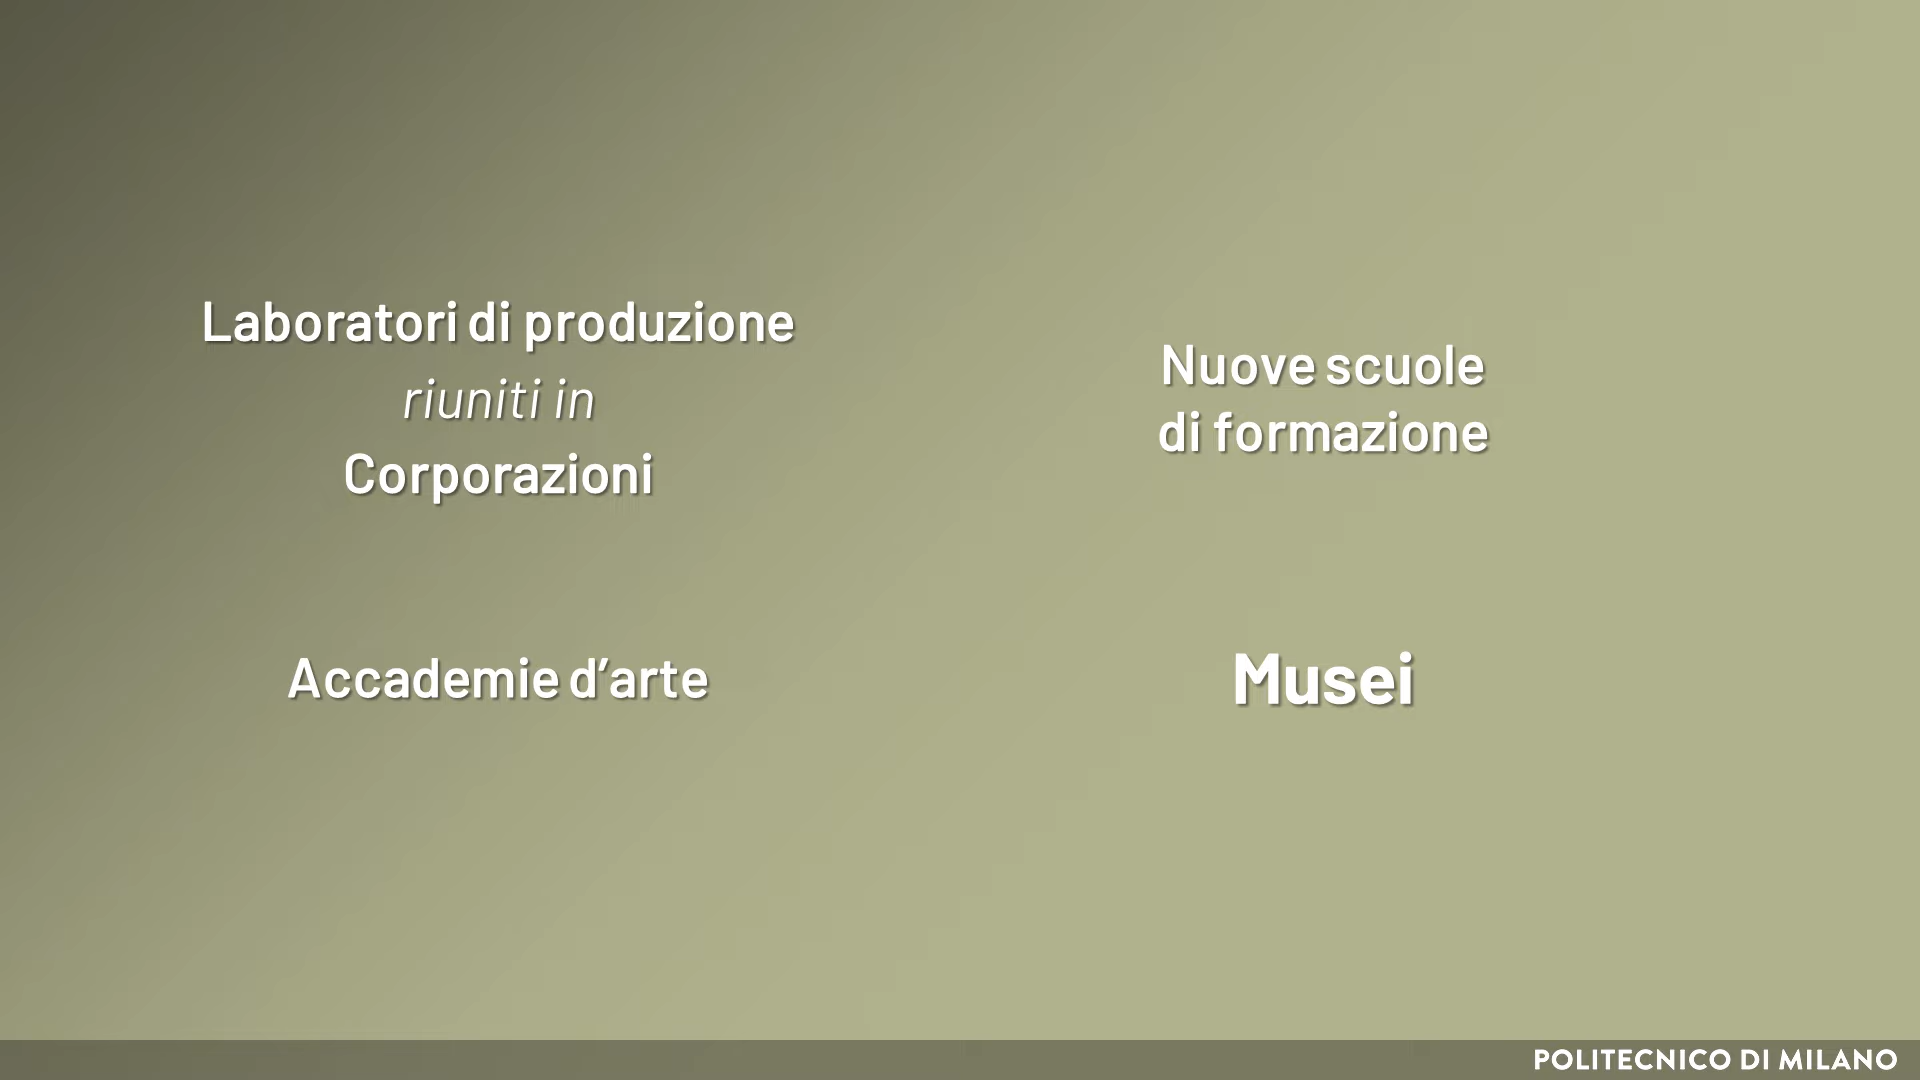 Laboratori di produzione
riuniti in
Corporazioni
Nuove scuole
di formazione
Accademie d’arte
Musei
POLITECNICO DI MILANO